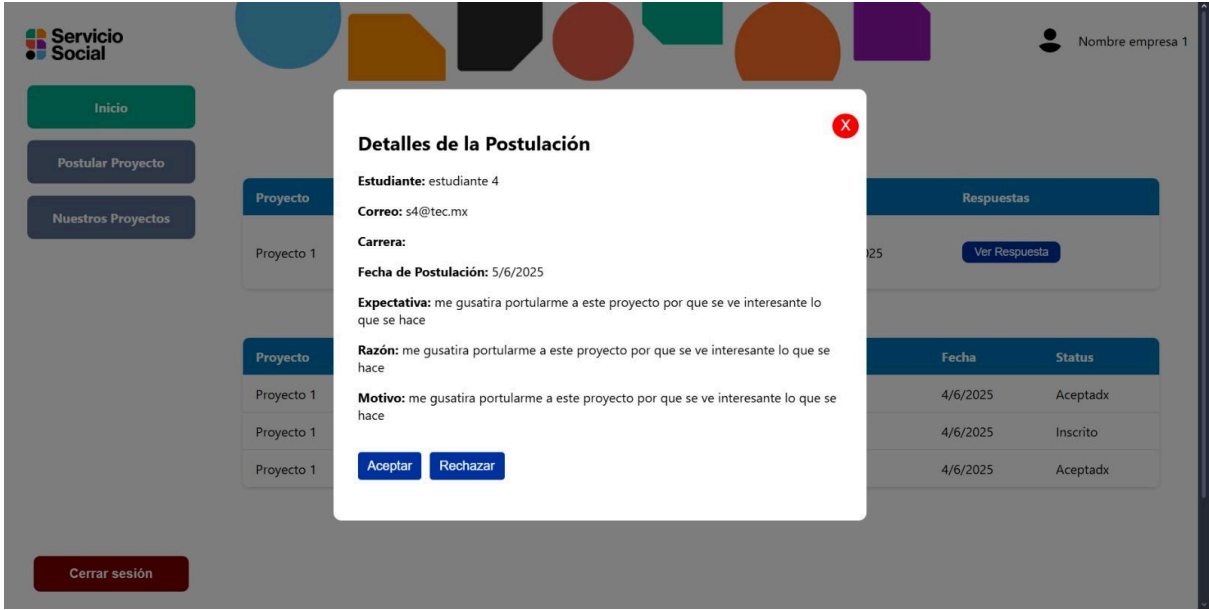 Servicio
Social
Nombre empresa 1
Inicio
Postular Proyecto
Nuestros Proyectos
X
Detalles de la Postulación
Estudiante: estudiante 4
Correo: s4@tec.mx
Carrera:
Fecha de Postulación: 5/6/2025
Expectativa: me gusatira portularme a este proyecto por que se ve interesante lo
que se hace
Razón: me gusatira portularme a este proyecto por que se ve interesante lo que se
hace
Motivo: me gusatira portularme a este proyecto por que se ve interesante lo que se
hace
Aceptar Rechazar
Proyecto Respuestas
Proyecto 1 025 Ver Respuesta
Proyecto Fecha Status
Proyecto 1 4/6/2025 Aceptadx
Proyecto 1 4/6/2025 Inscrito
Proyecto 1 4/6/2025 Aceptadx
Cerrar sesión